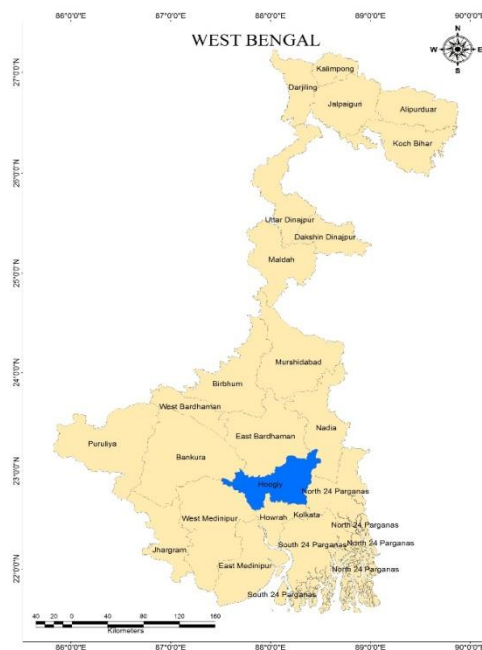 86°0'0"E 87°0'0"E 88°0'0"E 89°0'0"E 90°0'0"E
WEST BENGAL
N
W E
S
27°0'0"N
Kalimpong
Darjiling
Jalpaiguri
Alipurduar
Koch Bihar
26°0'0"N
Uttar Dinajpur
Dakshin Dinajpur
Maldah
25°0'0"N
24°0'0"N
Murshidabad
Birbhum
West Bardhaman
East Bardhaman
Nadia
Puruliya
Bankura
23°0'0"N
Hoogly
North 24 Parganas
West Medinipur
Howrah
Kolkata
North 24 Parganas
Jhargram
South 24 Parganas
North 24 Parganas
22°0'0"N
East Medinipur
North 24 Parganas
South 24 Parganas
40 20 0 40 80 120 160
Kilometers
86°0'0"E 87°0'0"E 88°0'0"E 89°0'0"E 90°0'0"E